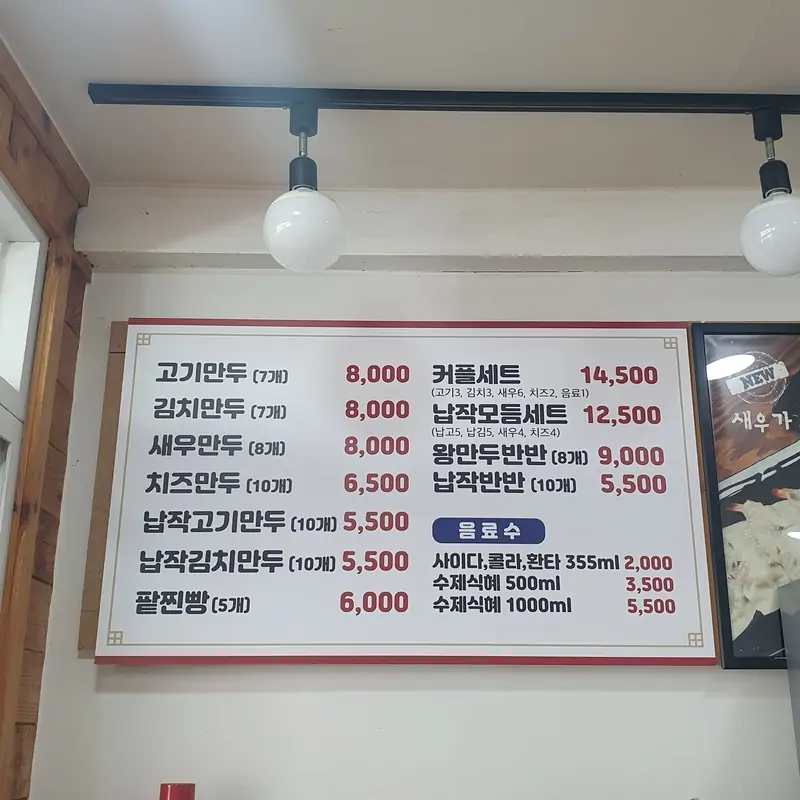 고기만두 (7개) 8,000
김치만두 (7개) 8,000
새우만두 (8개) 8,000
치즈만두 (10개) 6,500
납작고기만두 (10개) 5,500
납작김치만두 (10개) 5,500
팥찐빵 (5개) 6,000
커플세트 14,500
(고기3, 김치3, 새우6, 치즈2, 음료1)
납작모듬세트 12,500
(납고5, 납김5, 새우4, 치즈4)
왕만두반반 (8개) 9,000
납작반반 (10개) 5,500
음료수
사이다,콜라,환타 355ml 2,000
수제식혜 500ml 3,500
수제식혜 1000ml 5,500
NEW
새우가